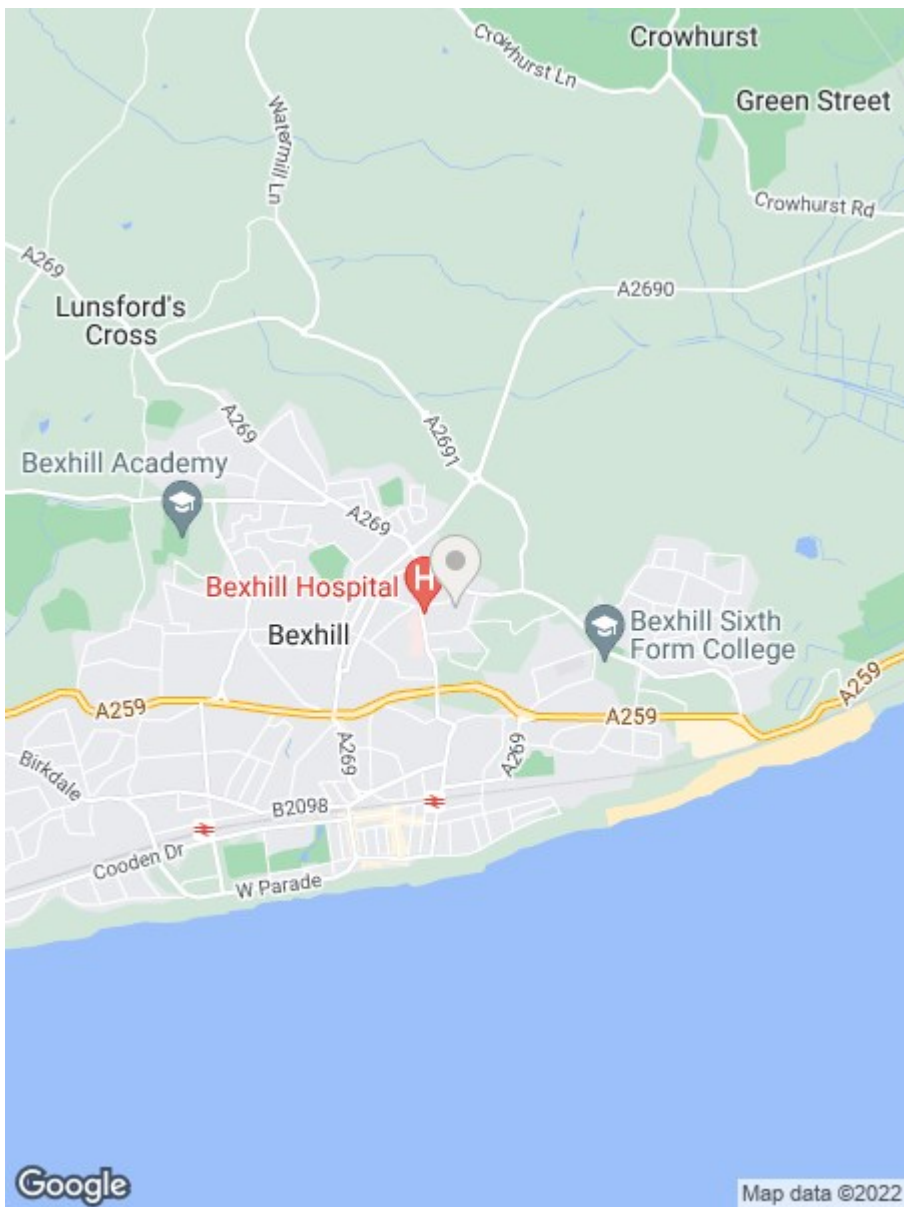 Crowhurst
Crowhurst Ln
Green Street
Watermill Ln
Crowhurst Rd
A269
A2690
Lunsford's
Cross
A269
A2691
Bexhill Academy
A269
Bexhill Hospital
H
Bexhill
Bexhill Sixth
Form College
A259
A259
A259
A269
A269
Birkdale
B2098
Cooden Dr
W Parade
Google
Map data ©2022